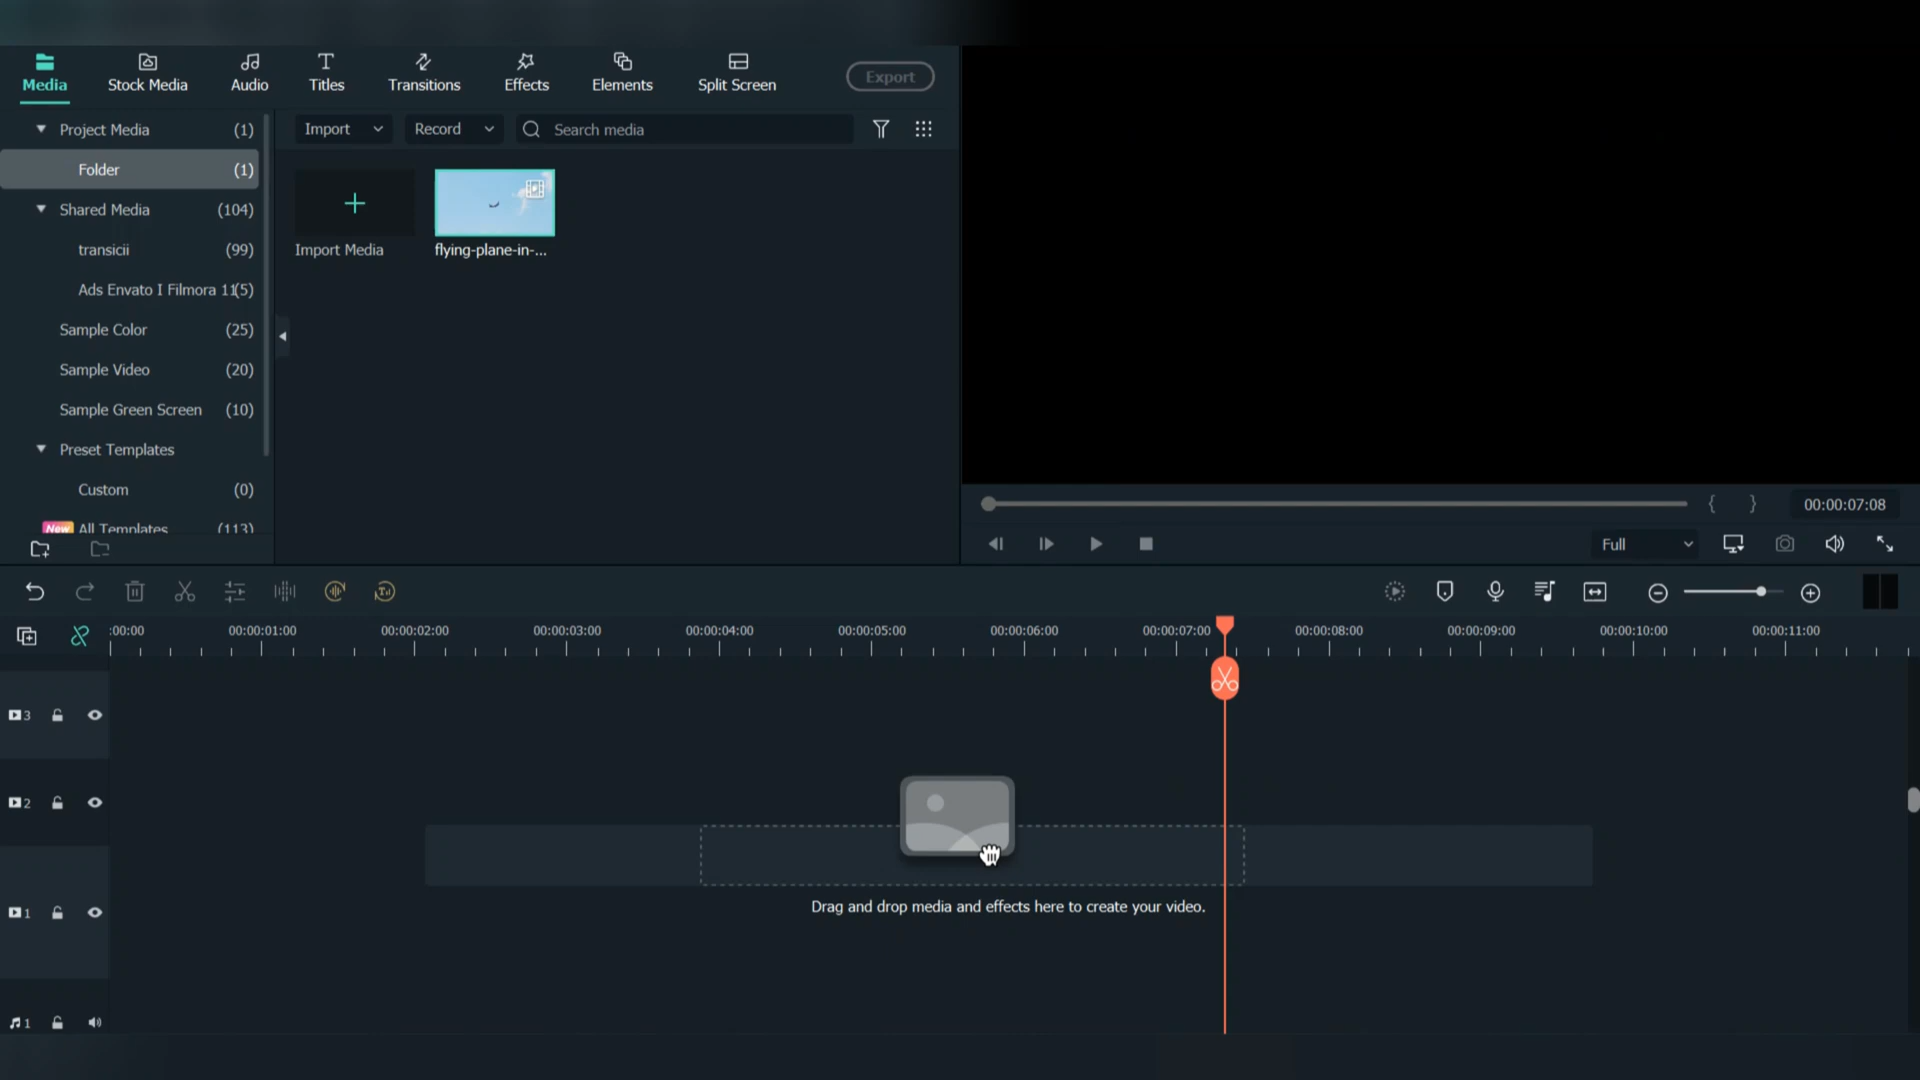 Media
Stock Media
Audio
Titles
Transitions
Effects
Elements
Split Screen
Export
Project Media (1)
Folder (1)
Shared Media (104)
transicii (99)
Ads Envato I Filmora 11(5)
Sample Color (25)
Sample Video (20)
Sample Green Screen (10)
Preset Templates
Custom (0)
New All Templates (113)
Import
Record
Search media
Import Media
flying-plane-in-...
00:00:07:08
Full
:00:00
00:00:01:00
00:00:02:00
00:00:03:00
00:00:04:00
00:00:05:00
00:00:06:00
00:00:07:00
00:00:08:00
00:00:09:00
00:00:10:00
00:00:11:00
3
2
1
1
Drag and drop media and effects here to create your video.